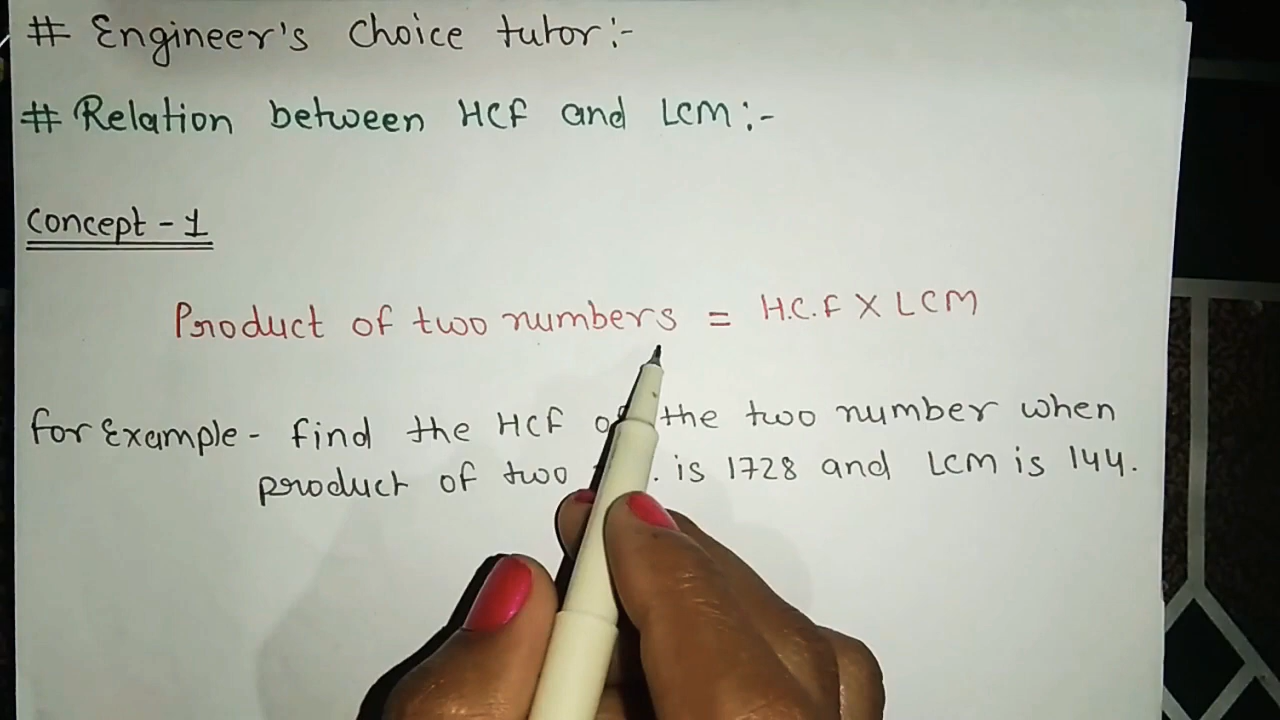 # Engineer's Choice tutor:-
# Relation between HCF and LCM:-
Concept - 1
Product of two numbers = H.C.F X LCM
for Example - find the HCF of the two number when
product of two . is 1728 and LCM is 144.